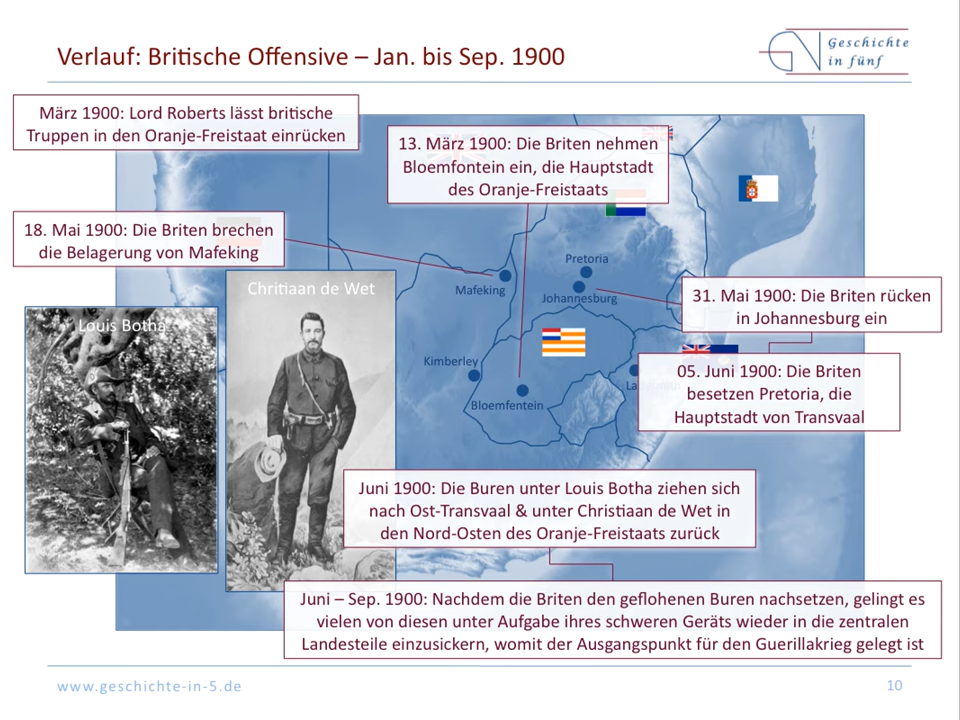 Verlauf: Britische Offensive – Jan. bis Sep. 1900
Geschichte
in fünf
März 1900: Lord Roberts lässt britische
Truppen in den Oranje-Freistaat einrücken
13. März 1900: Die Briten nehmen
Bloemfontein ein, die Hauptstadt
des Oranje-Freistaats
18. Mai 1900: Die Briten brechen
die Belagerung von Mafeking
Pretoria
Mafeking
Johannesburg
Chritiaan de Wet
31. Mai 1900: Die Briten rücken
in Johannesburg ein
Louis Botha
Kimberley
05. Juni 1900: Die Briten
besetzen Pretoria, die
Hauptstadt von Transvaal
Ladysmith
Bloemfentein
Juni 1900: Die Buren unter Louis Botha ziehen sich
nach Ost-Transvaal & unter Christiaan de Wet in
den Nord-Osten des Oranje-Freistaats zurück
Juni – Sep. 1900: Nachdem die Briten den geflohenen Buren nachsetzen, gelingt es
vielen von diesen unter Aufgabe ihres schweren Geräts wieder in die zentralen
Landesteile einzusickern, womit der Ausgangspunkt für den Guerillakrieg gelegt ist
www.geschichte-in-5.de
10